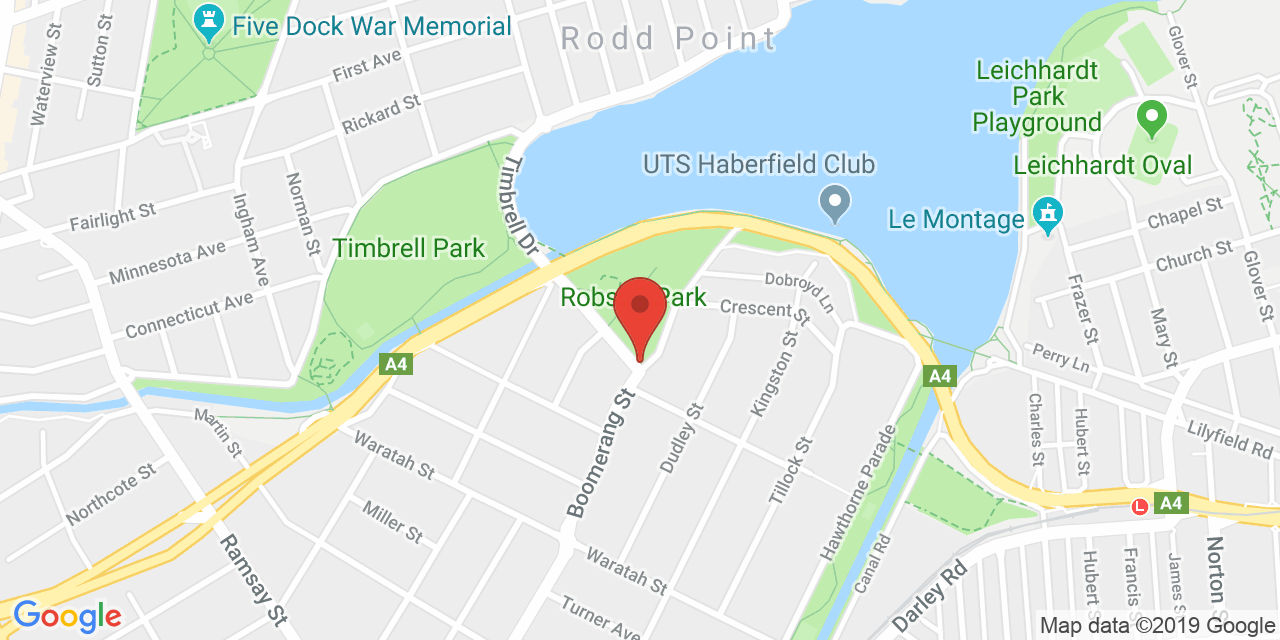 Five Dock War Memorial
Rodd Point
Waterview St
Sutton St
First Ave
Rickard St
Glover St
Leichhardt
Park
Playground
Leichhardt Oval
UTS Haberfield Club
Le Montage
Timbrell Dr
Norman St
Ingham Ave
Fairlight St
Minnesota Ave
Connecticut Ave
Timbrell Park
Chapel St
Church St
Glover St
Frazer St
Mary St
Dobroyd Ln
Crescent St
Kingston St
Perry Ln
A4
A4
Charles St
Hubert St
Lilyfield Rd
Martin St
Waratah St
Boomerang St
Dudley St
Tillock St
Hawthorne Parade
Northcote St
Miller St
A4
L
Ramsay St
Waratah St
Turner Ave
Canal Rd
Darley Rd
Hubert S
Francis S
James S
Norton S
Google
Map data ©2019 Google